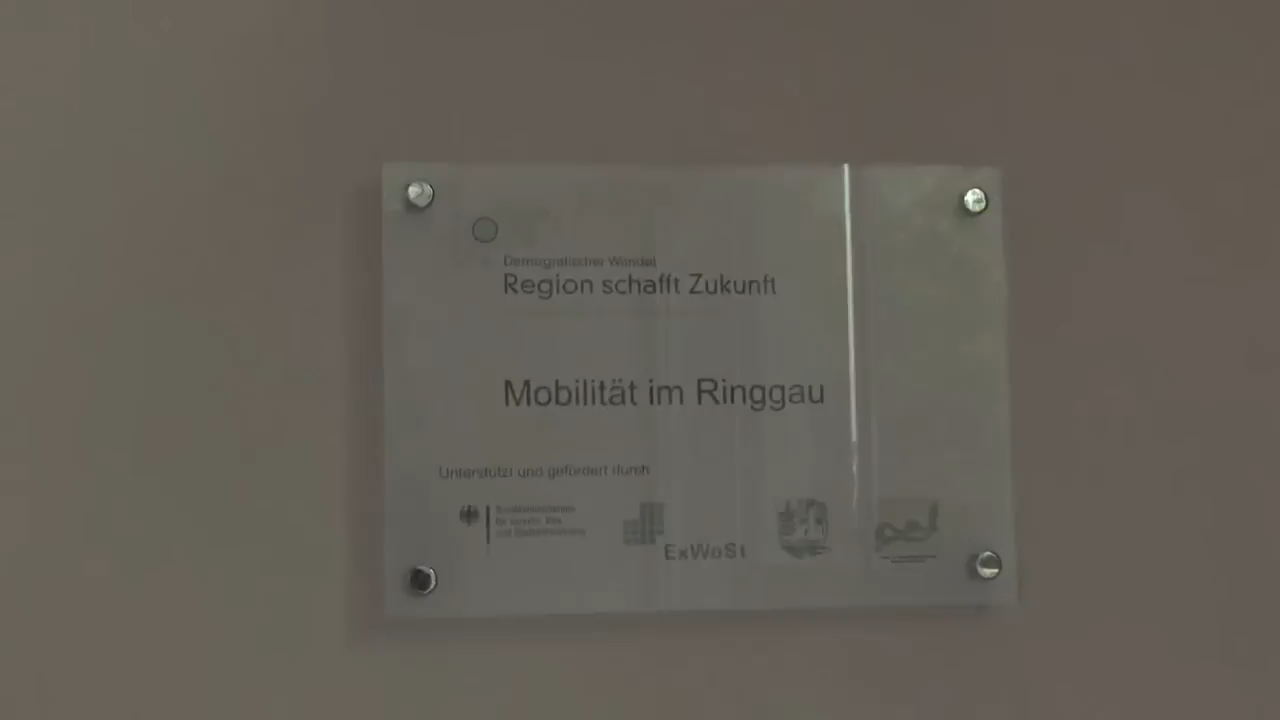 Demografischer Wandel
Region schafft Zukunft
Mobilität im Ringgau
Unterstützt und gefördert durch
ExWoSt